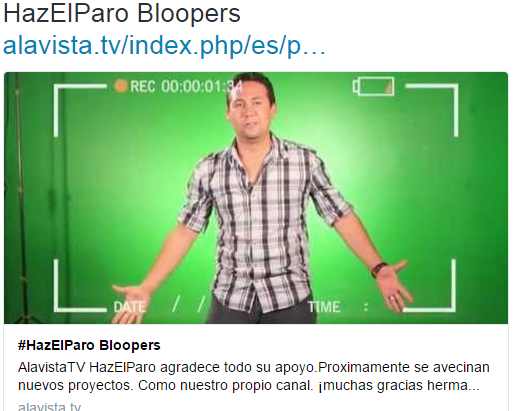 HazElParo Bloopers
alavista.tv/index.php/es/p…
REC 00:00:01:34
DATE / / TIME :
#HazElParo Bloopers
AlavistaTV HazElParo agradece todo su apoyo.Proximamente se avecinan
nuevos proyectos. Como nuestro propio canal. ¡muchas gracias herma...
alavista.tv